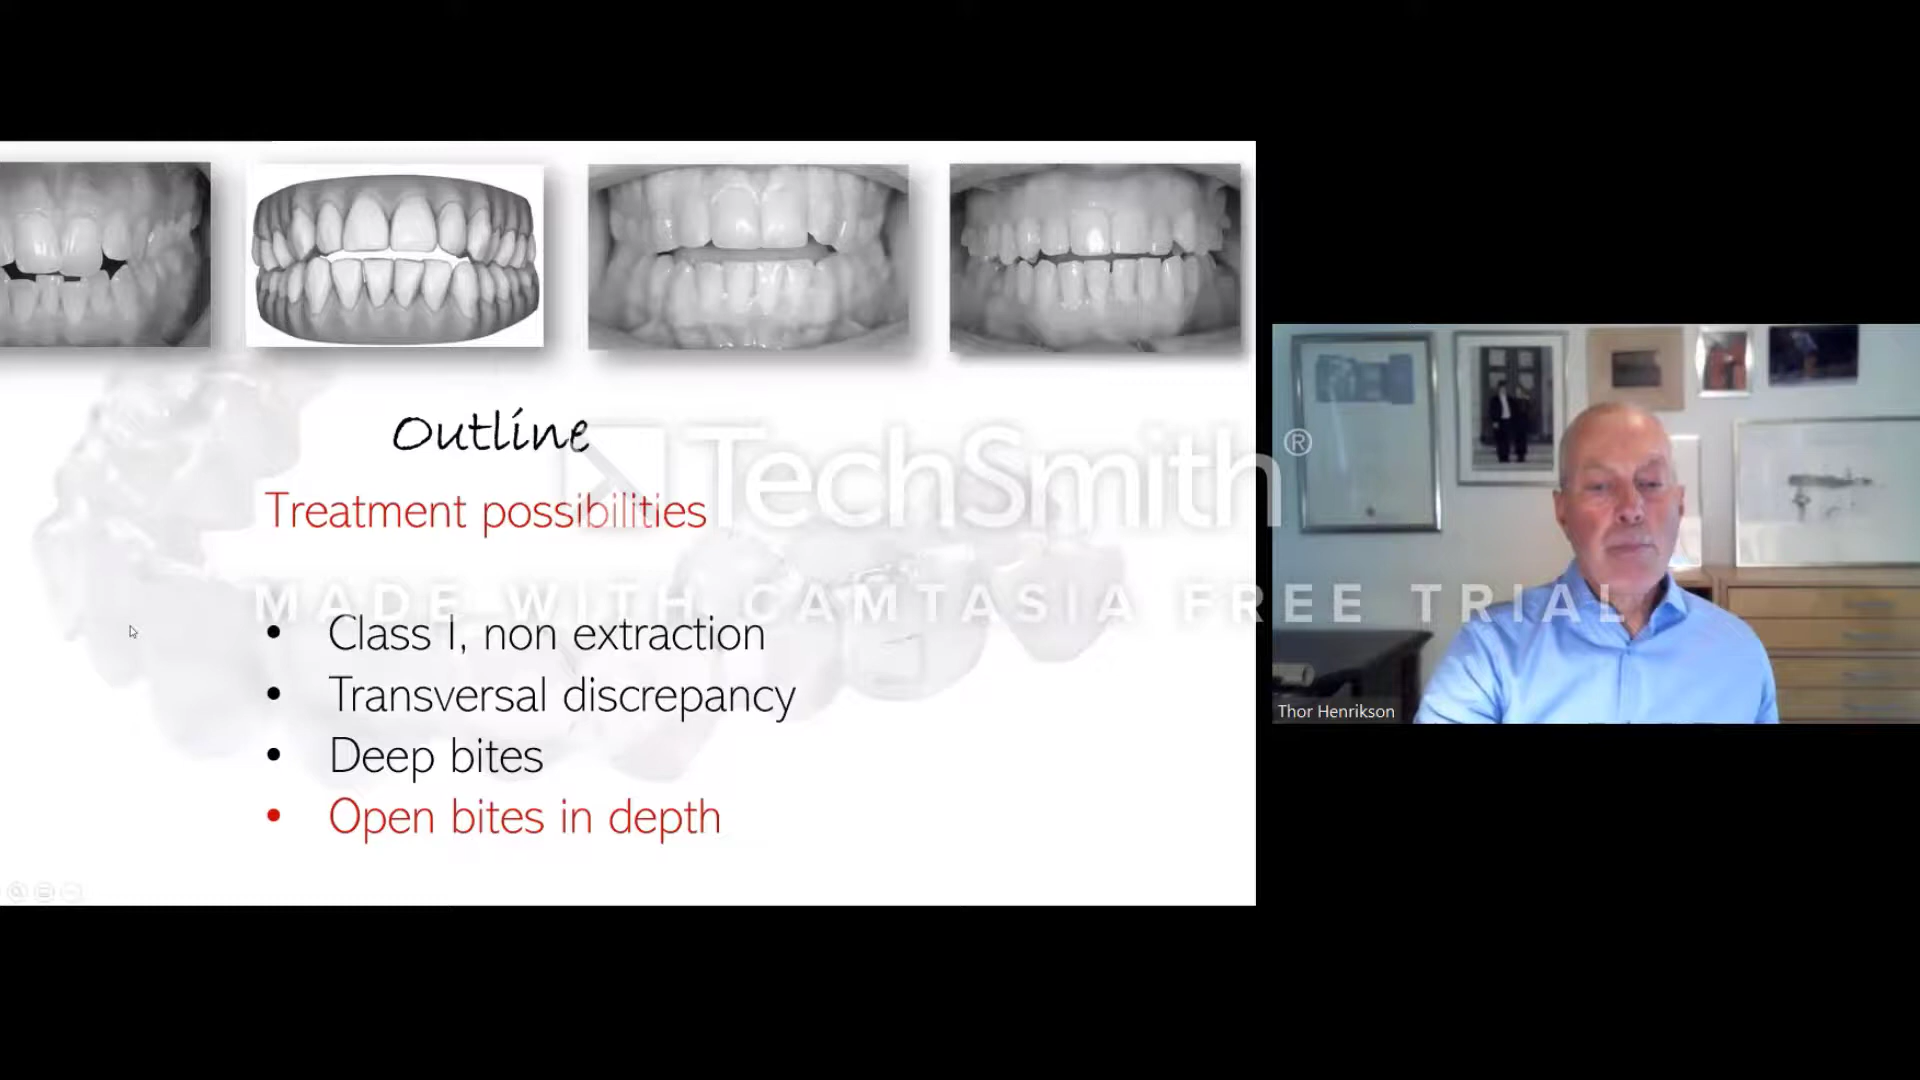 Outline
Treatment possibilities
• Class I, non extraction
• Transversal discrepancy
• Deep bites
• Open bites in depth
TechSmith®
MADE WITH CAMTASIA FREE TRIAL
Thor Henrikson